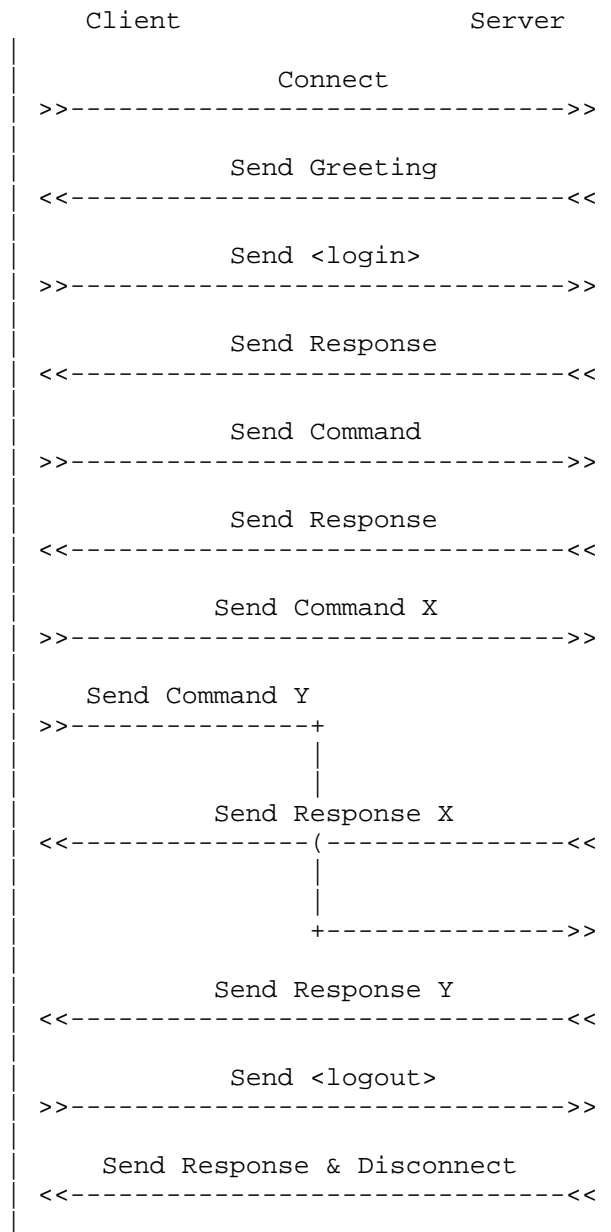 Client Server
Connect
Send Greeting
Send <login>
Send Response
Send Command
Send Response
Send Command X
Send Command Y
Send Response X
Send Response Y
Send <logout>
Send Response & Disconnect